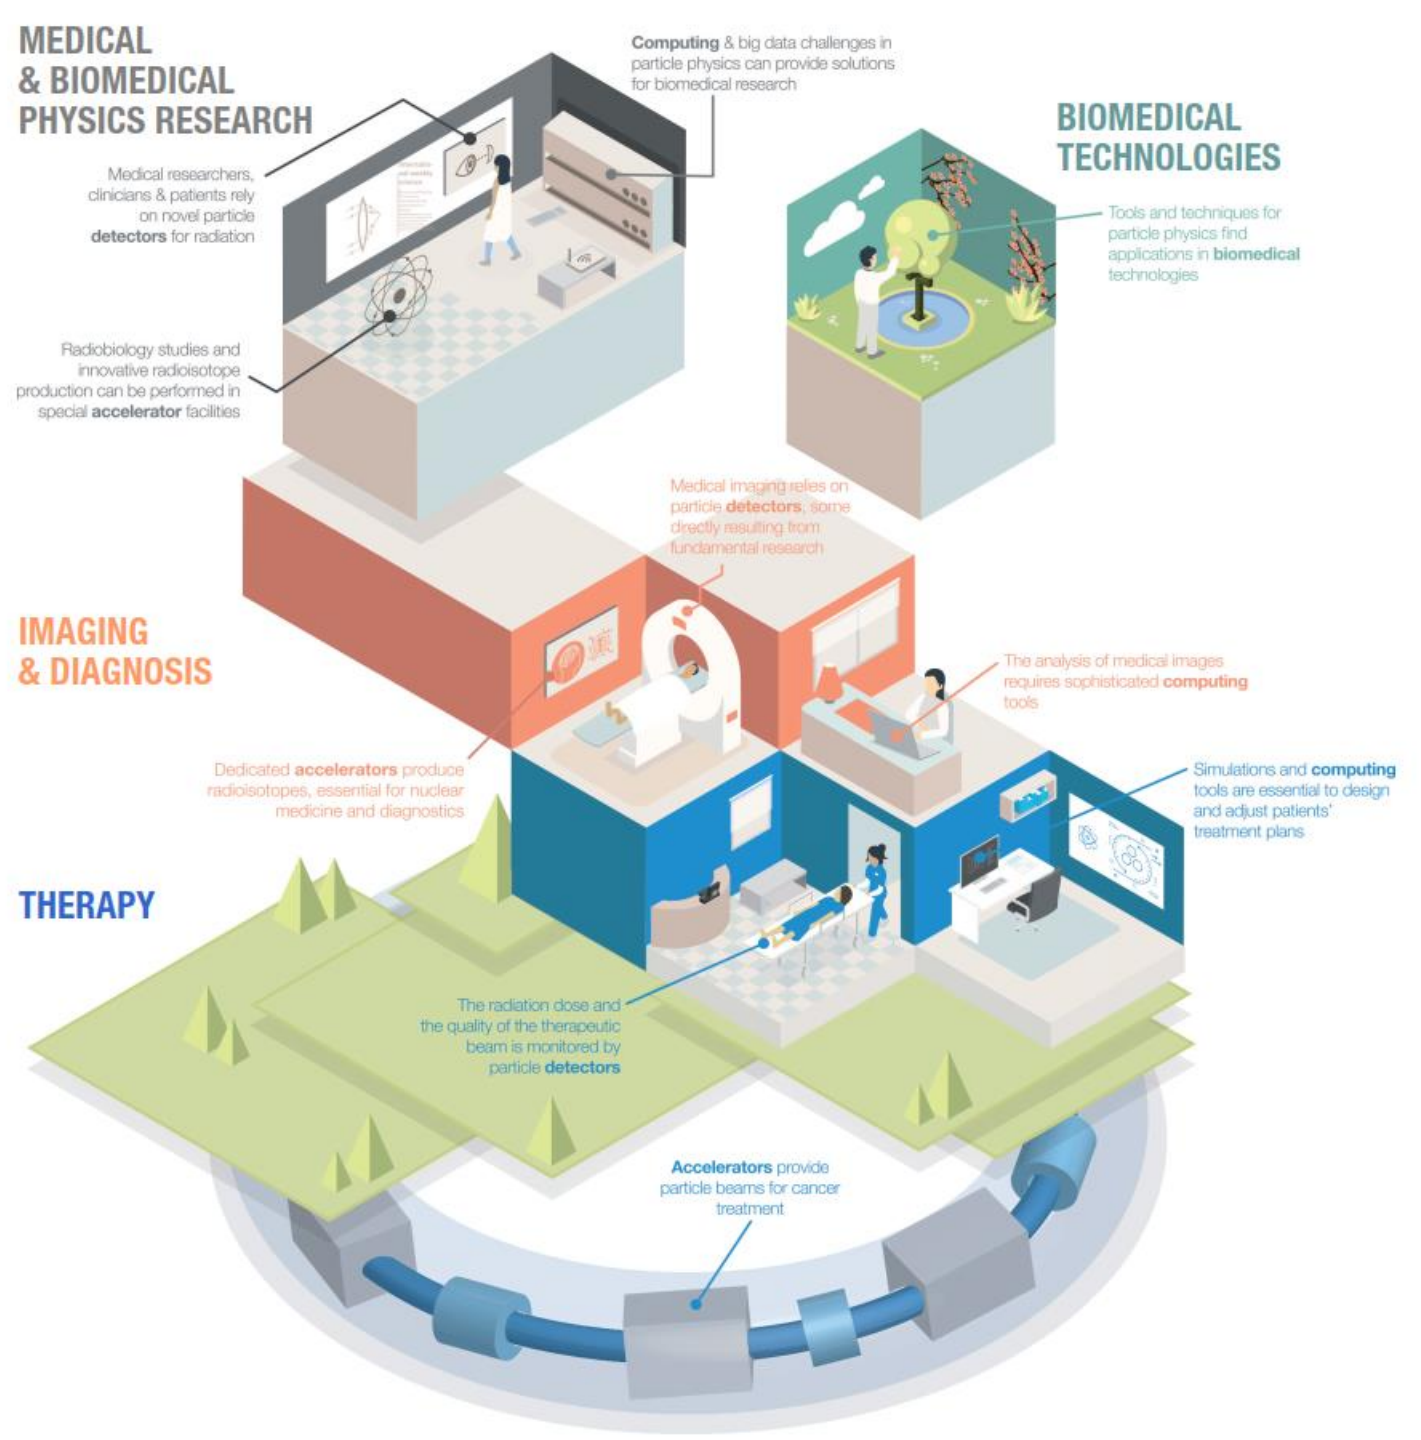 MEDICAL
& BIOMEDICAL
PHYSICS RESEARCH
Medical researchers,
clinicians & patients rely
on novel particle
detectors for radiation
Radiobiology studies and
innovative radioisotope
production can be performed in
special accelerator facilities
Computing & big data challenges in
particle physics can provide solutions
for biomedical research
BIOMEDICAL
TECHNOLOGIES
Tools and techniques for
particle physics find
applications in biomedical
technologies
IMAGING
& DIAGNOSIS
Medical imaging relies on
particle detectors, some
directly resulting from
fundamental research
The analysis of medical images
requires sophisticated computing
tools
Dedicated accelerators produce
radioisotopes, essential for nuclear
medicine and diagnostics
THERAPY
Simulations and computing
tools are essential to design
and adjust patients'
treatment plans
The radiation dose and
the quality of the therapeutic
beam is monitored by
particle detectors
Accelerators provide
particle beams for cancer
treatment